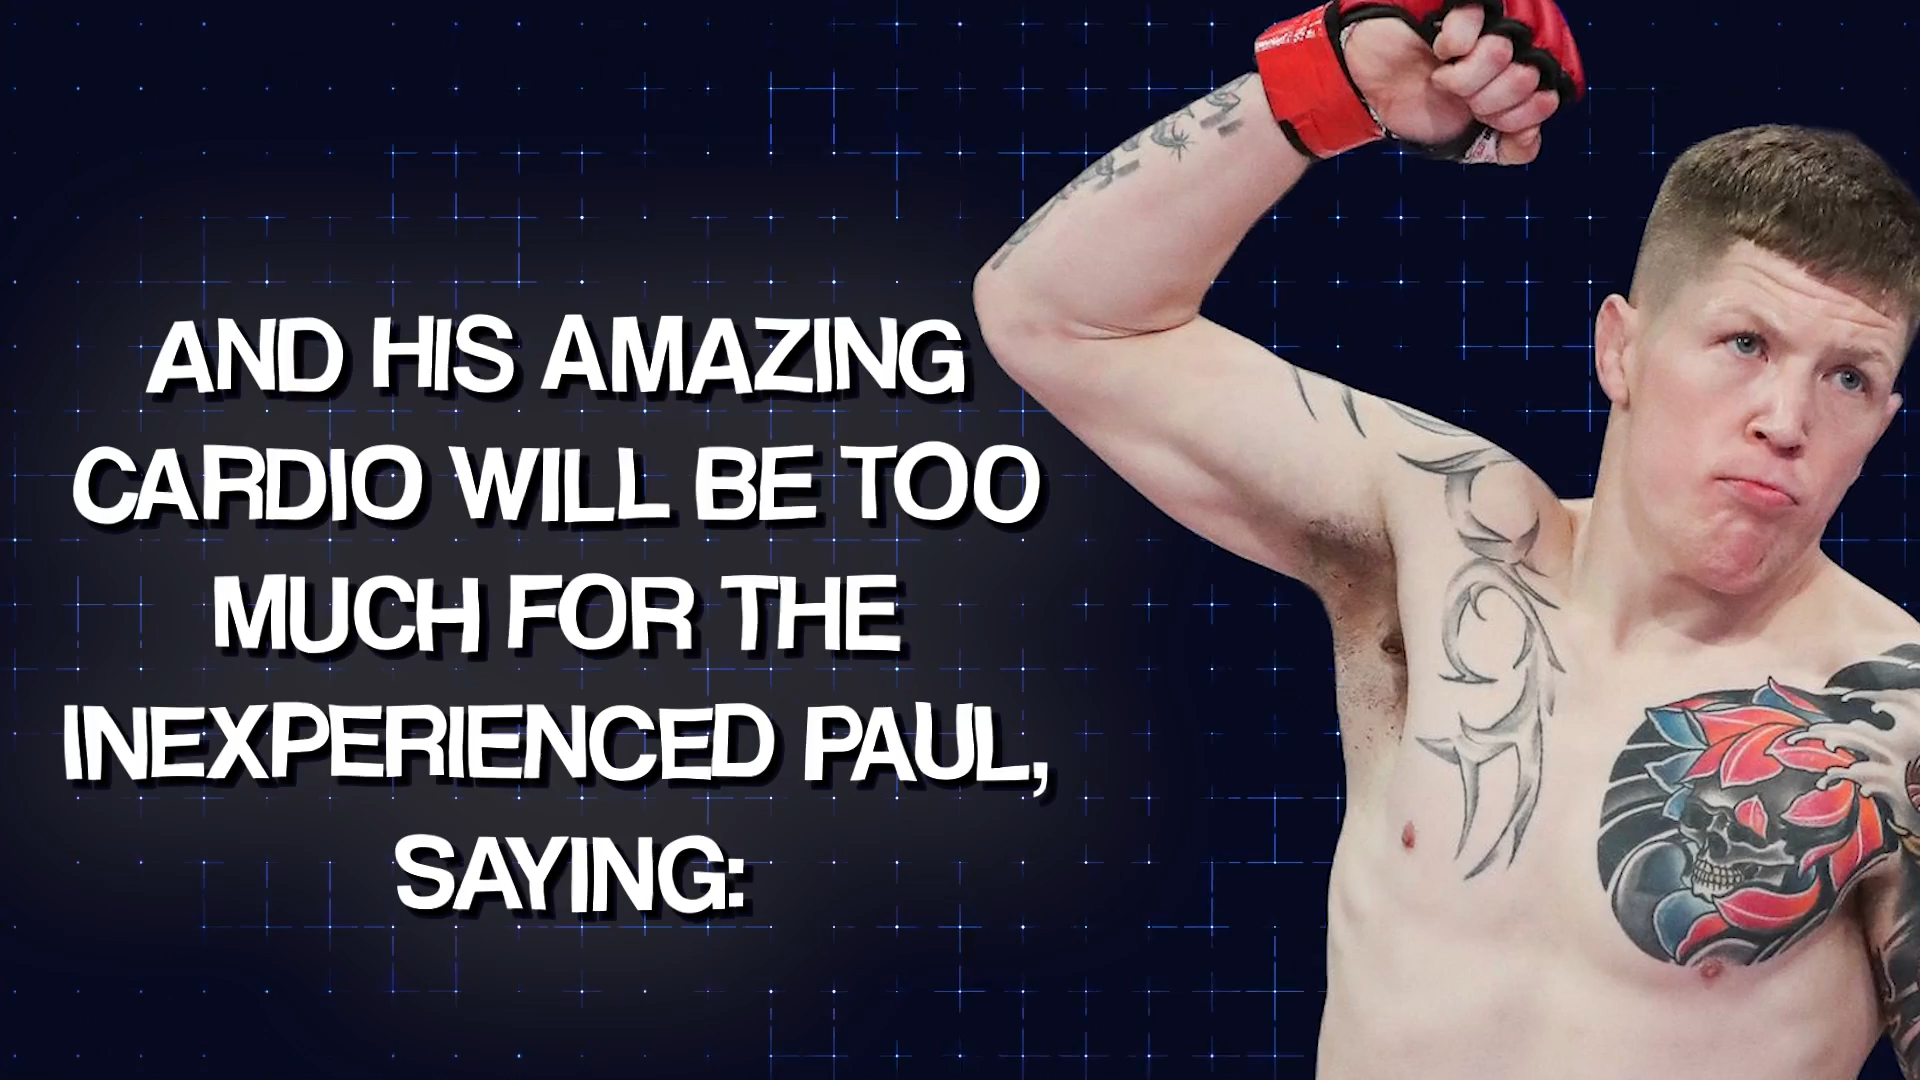 AND HIS AMAZING
CARDIO WILL BE TOO
MUCH FOR THE
INEXPERIENCED PAUL,
SAYING: